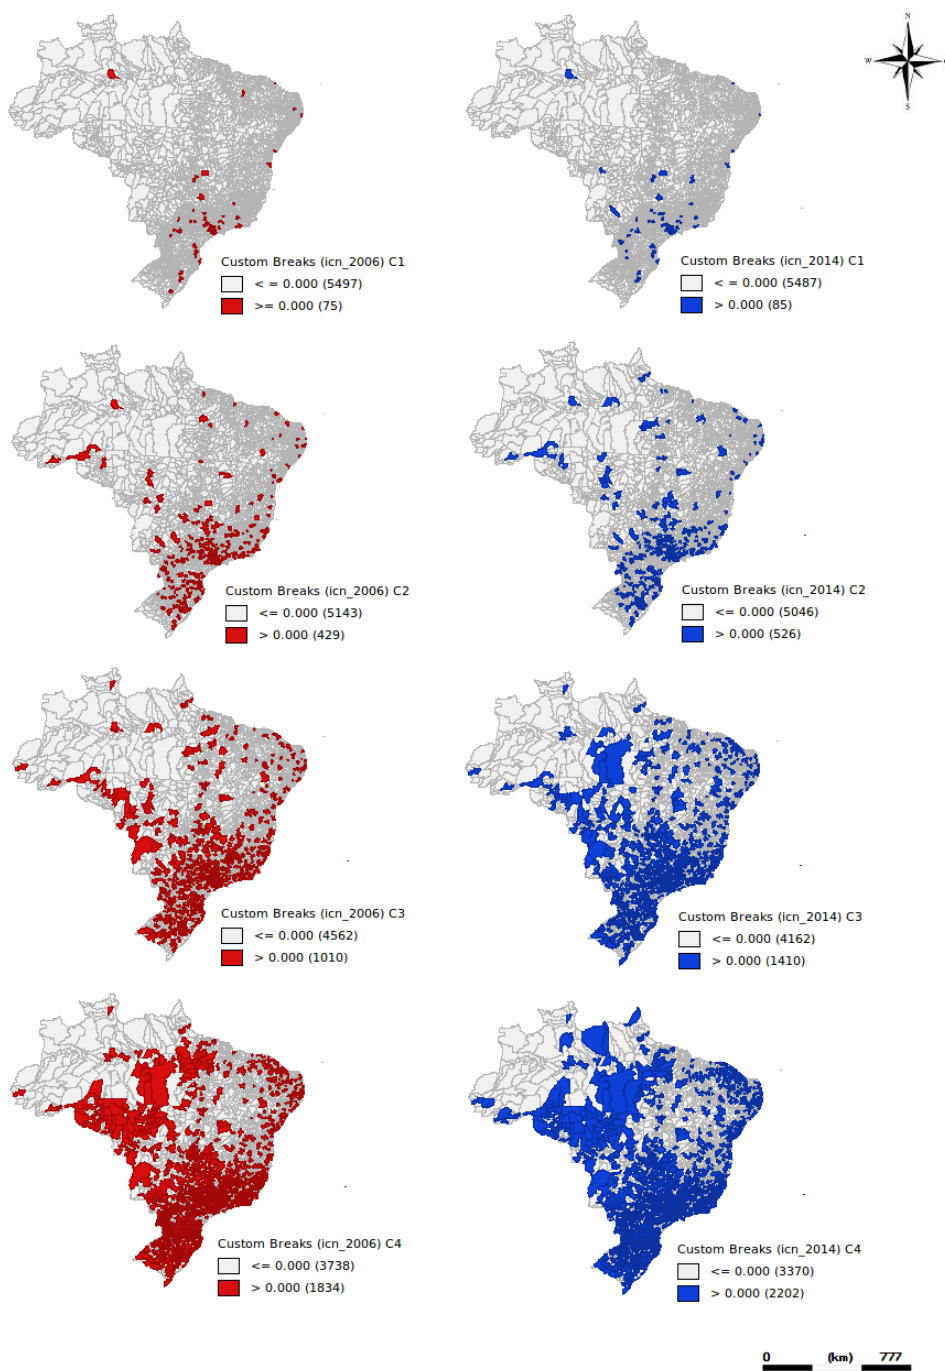 N
W
S
Custom Breaks (icn_2006) C1
< = 0.000 (5497)
>= 0.000 (75)
Custom Breaks (icn_2014) C1
< = 0.000 (5487)
> 0.000 (85)
Custom Breaks (icn_2006) C2
<= 0.000 (5143)
> 0.000 (429)
Custom Breaks (icn_2014) C2
<= 0.000 (5046)
> 0.000 (526)
Custom Breaks (icn_2006) C3
<= 0.000 (4562)
> 0.000 (1010)
Custom Breaks (icn_2014) C3
<= 0.000 (4162)
> 0.000 (1410)
Custom Breaks (icn_2006) C4
<= 0.000 (3738)
> 0.000 (1834)
Custom Breaks (icn_2014) C4
<= 0.000 (3370)
> 0.000 (2202)
0 (km) 777